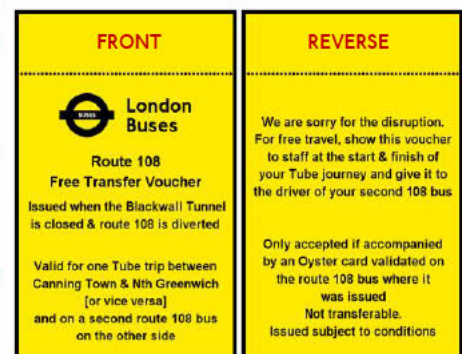 FRONT
BUSES
London
Buses
Route 108
Free Transfer Voucher
Issued when the Blackwall Tunnel
is closed & route 108 is diverted
Valid for one Tube trip between
Canning Town & Nth Greenwich
[or vice versa]
and on a second route 108 bus
on the other side
REVERSE
We are sorry for the disruption.
For free travel, show this voucher
to staff at the start & finish of
your Tube journey and give it to
the driver of your second 108 bus
Only accepted if accompanied
by an Oyster card validated on
the route 108 bus where it
was issued
Not transferable.
Issued subject to conditions